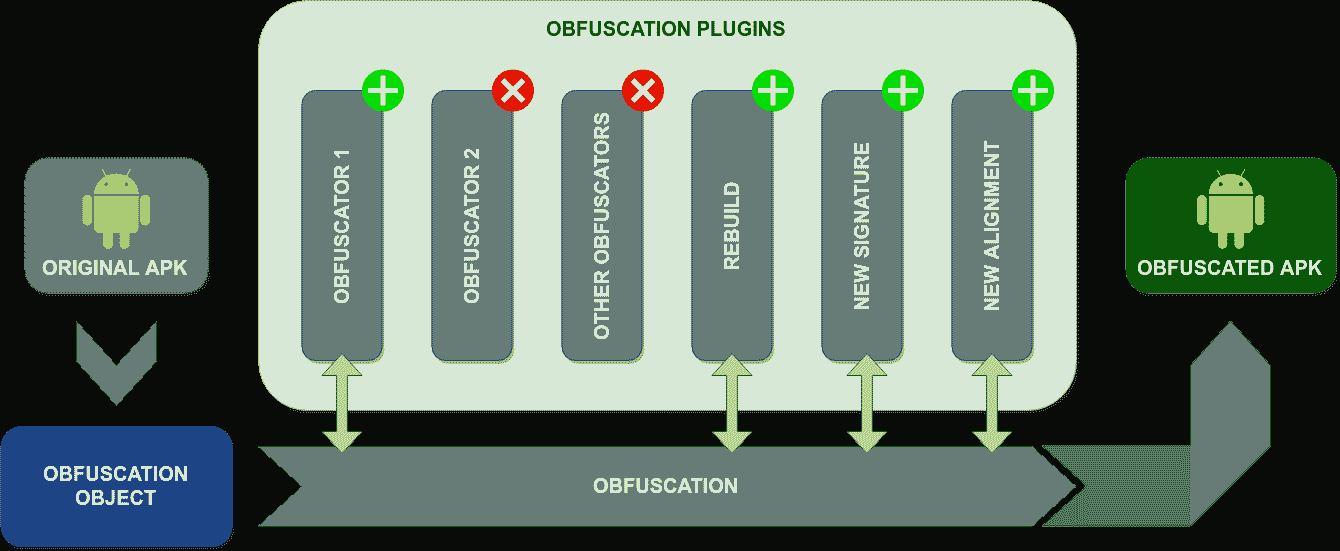 OBFUSCATION PLUGINS
OBFUSCATOR 1
OBFUSCATOR 2
OTHER OBFUSCATORS
REBUILD
NEW SIGNATURE
NEW ALIGNMENT
ORIGINAL APK
OBFUSCATED APK
OBFUSCATION
OBJECT
OBFUSCATION